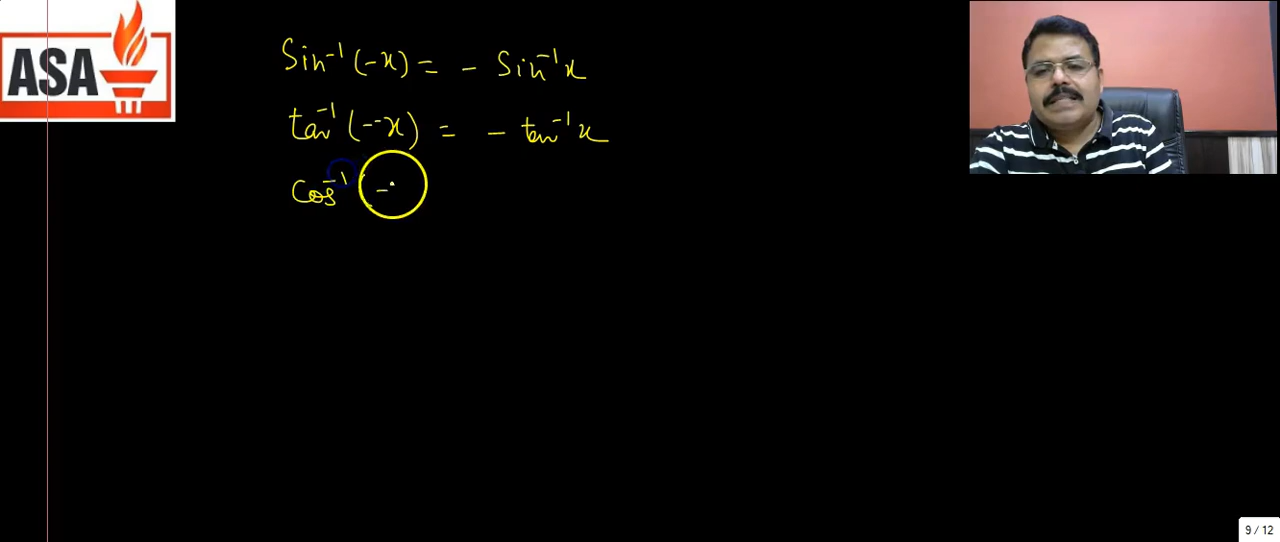 ASA
Sin⁻¹(-x) = - Sin⁻¹x
tan⁻¹(--x) = - tan⁻¹x
Cos⁻¹ -
9 / 12